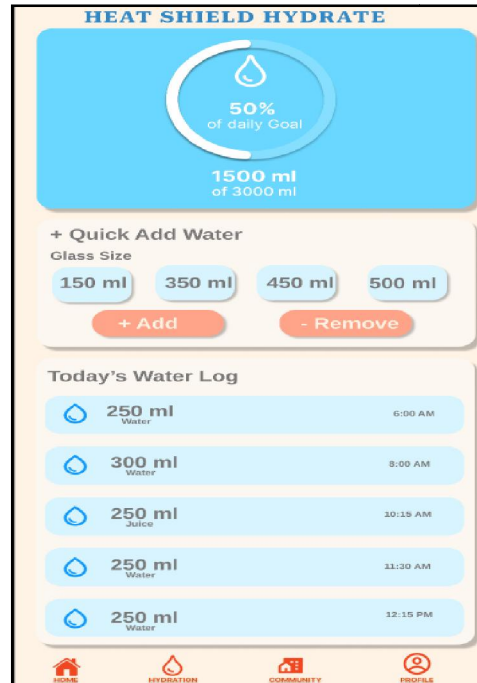 HEAT SHIELD HYDRATE
50%
of daily Goal
1500 ml
of 3000 ml
+ Quick Add Water
Glass Size
150 ml 350 ml 450 ml 500 ml
+ Add - Remove
Today's Water Log
250 ml 6:00 AM
Water
300 ml 8:00 AM
Water
250 ml 10:15 AM
Juice
250 ml 11:30 AM
Water
250 ml 12:15 PM
Water
HOME HYDRATION COMMUNITY PROFILE